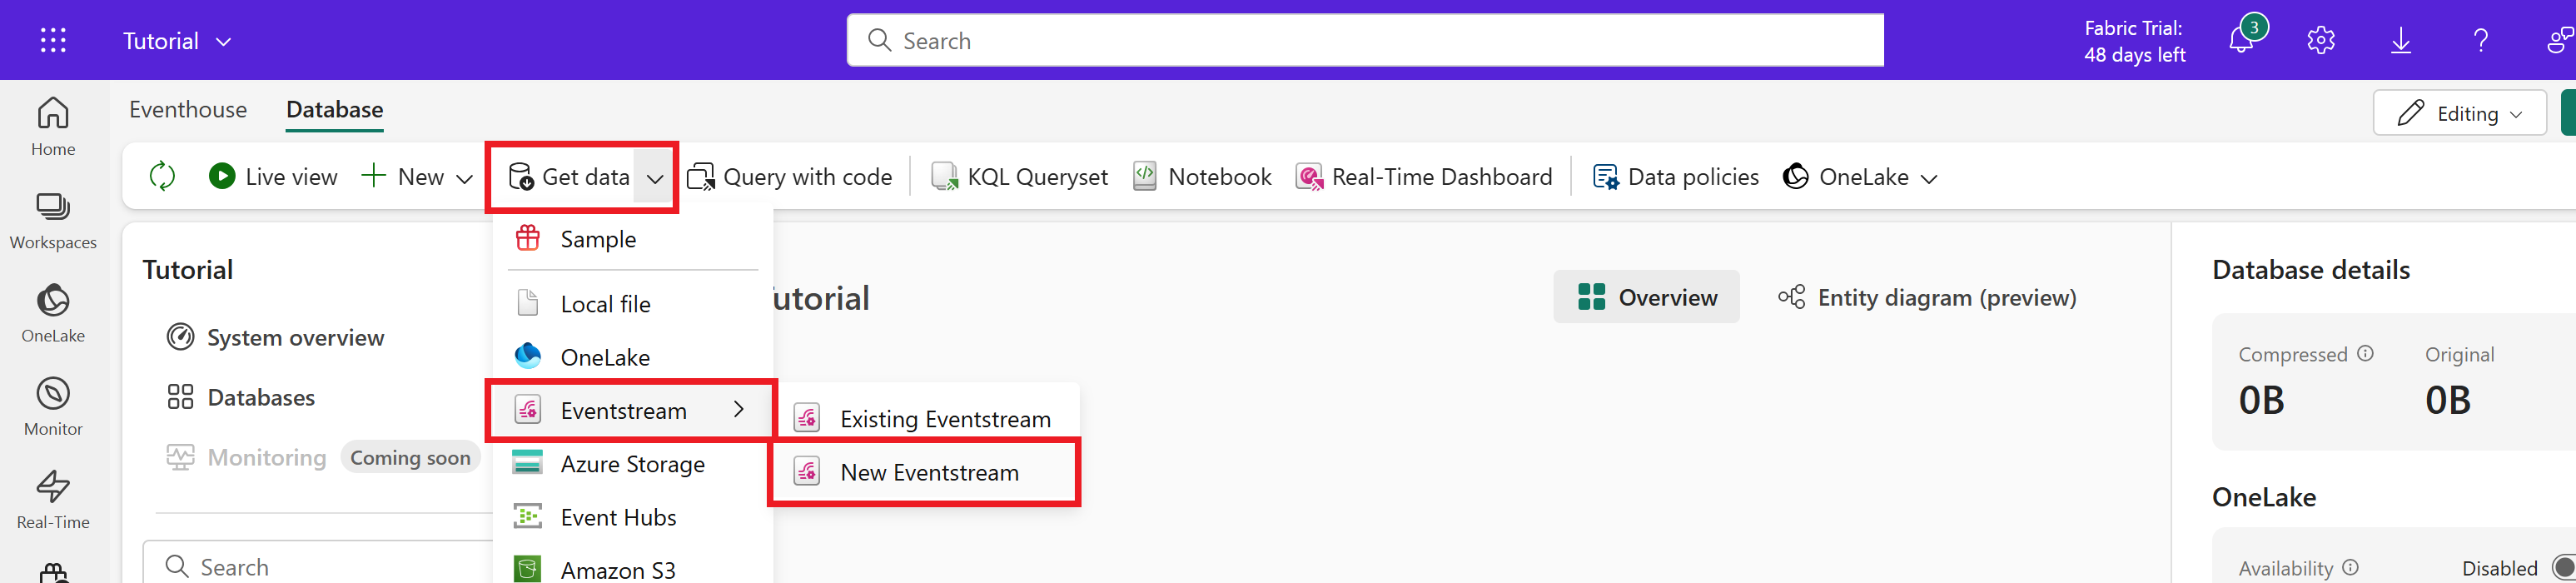 Tutorial
Search
Fabric Trial:
48 days left
3
Eventhouse
Database
Editing
Home
Workspaces
OneLake
Monitor
Real-Time
Live view
New
Get data
Query with code
KQL Queryset
Notebook
Real-Time Dashboard
Data policies
OneLake
Tutorial
System overview
Databases
Monitoring
Coming soon
Search
Sample
Local file
OneLake
Eventstream
Azure Storage
Event Hubs
Amazon S3
Existing Eventstream
New Eventstream
utorial
Overview
Entity diagram (preview)
Database details
Compressed
Original
0B
0B
OneLake
Availability
Disabled